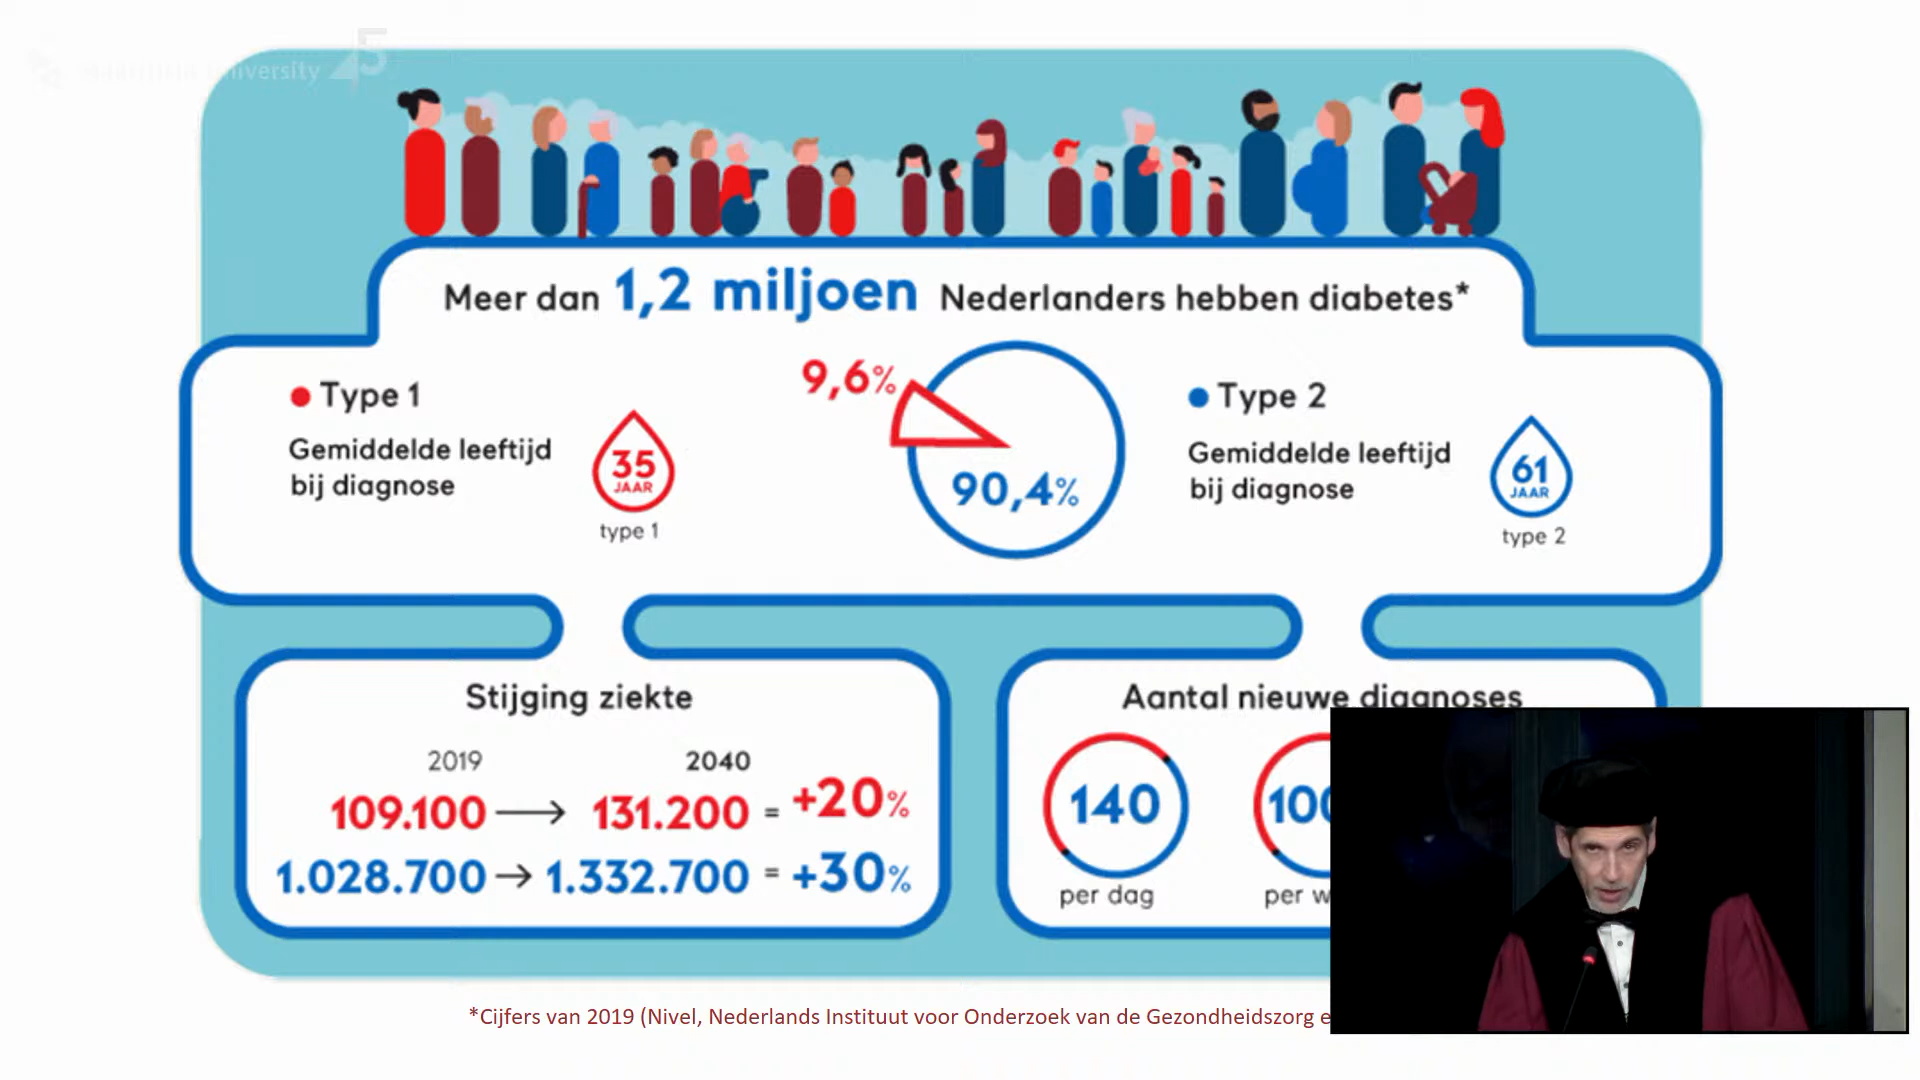 University 45
Meer dan 1,2 miljoen Nederlanders hebben diabetes*
Type 1
Gemiddelde leeftijd
bij diagnose
35
JAAR
type 1
9,6%
90,4%
Type 2
Gemiddelde leeftijd
bij diagnose
61
JAAR
type 2
Stijging ziekte
2019 2040
109.100 → 131.200 = +20%
1.028.700 → 1.332.700 = +30%
Aantal nieuwe diagnoses
140
per dag
100
per w
*Cijfers van 2019 (Nivel, Nederlands Instituut voor Onderzoek van de Gezondheidszorg e